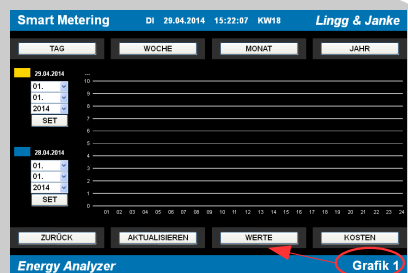 Smart Metering DI 29.04.2014 15:22:07 KW18 Lingg & Janke
TAG WOCHE MONAT JAHR
29.04.2014
01.
01.
2014
SET
28.04.2014
01.
01.
2014
SET
---
10
9
8
7
6
5
4
3
2
1
0
01 02 03 04 05 06 07 08 09 10 11 12 13 14 15 16 17 18 19 20 21 22 23 24
ZURÜCK AKTUALISIEREN WERTE KOSTEN
Energy Analyzer Grafik 1